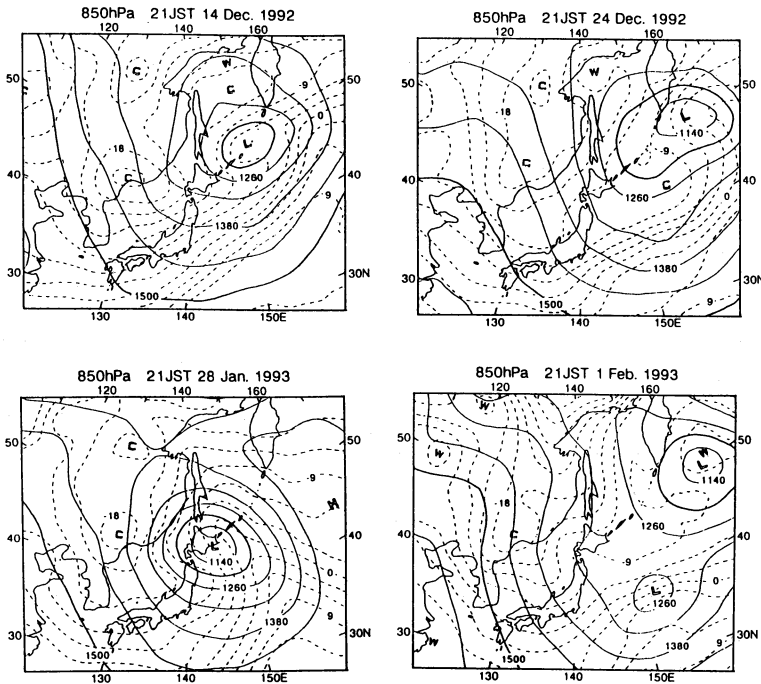 850hPa 21JST 14 Dec. 1992
120 140 160
50 C W C -9 50
0
18 L
40 C 1260 40
1380
30 1500 30N
130 140 150E
850hPa 21JST 24 Dec. 1992
120 140 160
50 C W 50
18 L
1140
C -9
40 1260 C 40
0
1380
30 1500 9 30N
130 140 150E
850hPa 21JST 28 Jan. 1993
120 140 160
50 C 50
-9
18
C 40
40 L
1140
1260 0
1380 9
30 1500 30N
130 140 150E
850hPa 21JST 1 Feb. 1993
120 140 160
W
50 W W 50
L
18 1140
1260
40 C 40
-9 L 0
1260
1380 9
30 W 1500 30N
130 140 150E